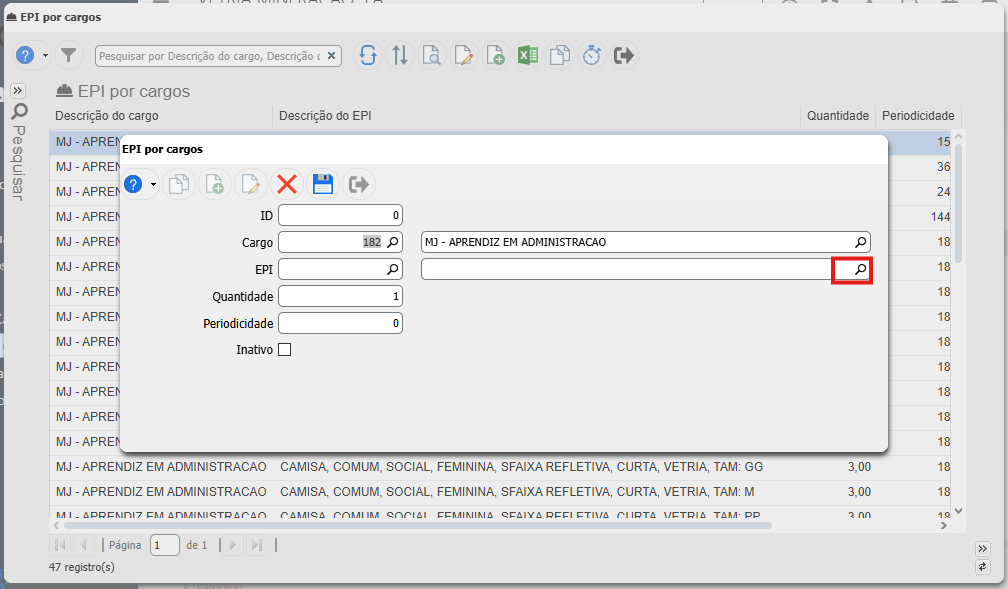 EPI por cargos
Pesquisar por Descrição do cargo, Descrição
EPI por cargos
Pesquisar
Descrição do cargo Descrição do EPI Quantidade Periodicidade
MJ - APREN 15
MJ - APREN 36
MJ - APREN 24
MJ - APREN 144
MJ - APREN 18
MJ - APREN 18
MJ - APREN 18
MJ - APREN 18
MJ - APREN 18
MJ - APREN 18
MJ - APREN 18
MJ - APREN 18
MJ - APREN 18
EPI por cargos
ID 0
Cargo 182 MJ - APRENDIZ EM ADMINISTRACAO
EPI
Quantidade 1
Periodicidade 0
Inativo
MJ - APRENDIZ EM ADMINISTRACAO CAMISA, COMUM, SOCIAL, FEMININA, SFAIXA REFLETIVA, CURTA, VETRIA, TAM: GG 3,00 18
MJ - APRENDIZ EM ADMINISTRACAO CAMISA, COMUM, SOCIAL, FEMININA, SFAIXA REFLETIVA, CURTA, VETRIA, TAM: M 3,00 18
MJ - APRENDIZ EM ADMINISTRACAO CAMISA, COMUM, SOCIAL, FEMININA, SFAIXA REFLETIVA, CURTA, VETRIA, TAM: PP 3,00 18
Página 1 de 1
47 registro(s)